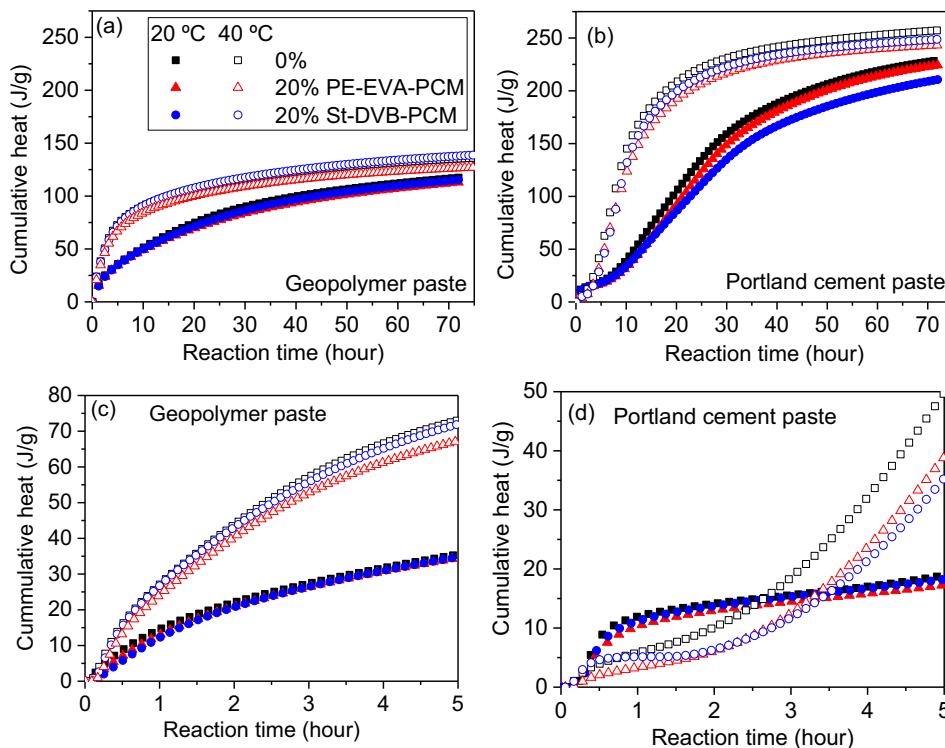 (a)
20 ºC 40 ºC
0%
20% PE-EVA-PCM
20% St-DVB-PCM
Geopolymer paste
250
200
150
100
50
0
0 10 20 30 40 50 60 70
Cumulative heat (J/g)
Reaction time (hour)
(b)
Portland cement paste
250
200
150
100
50
0
0 10 20 30 40 50 60 70
Cumulative heat (J/g)
Reaction time (hour)
(c)
Geopolymer paste
80
70
60
50
40
30
20
10
0
0 1 2 3 4 5
Cummulative heat (J/g)
Reaction time (hour)
(d)
Portland cement paste
50
40
30
20
10
0
0 1 2 3 4 5
Cumulative heat (J/g)
Reaction time (hour)